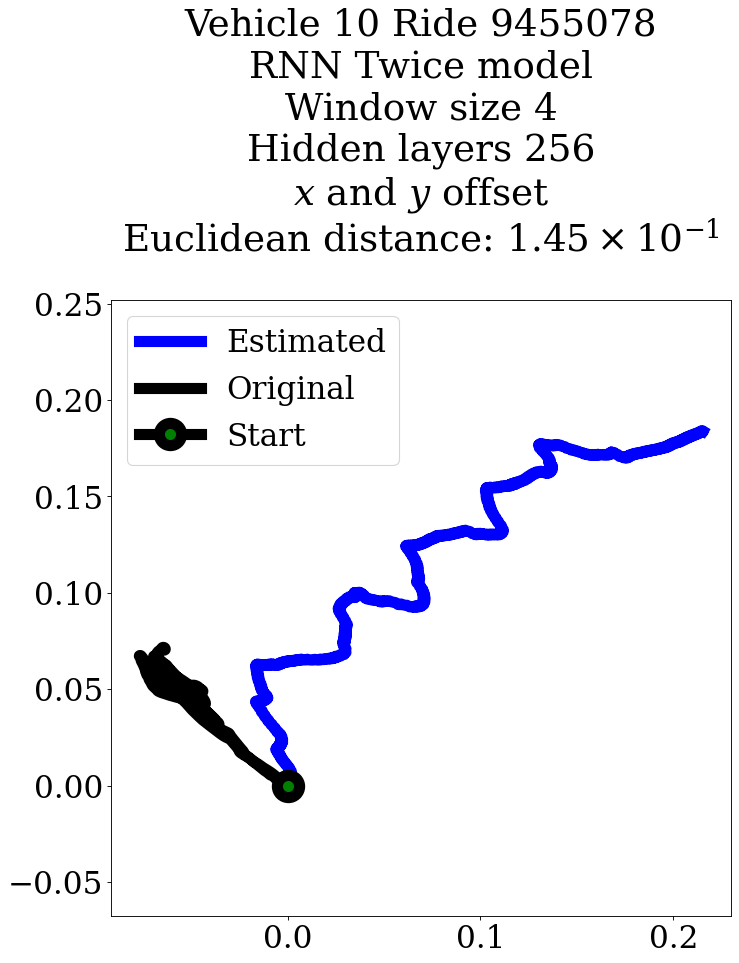 Vehicle 10 Ride 9455078
RNN Twice model
Window size 4
Hidden layers 256
x and y offset
Euclidean distance: 1.45 × 10⁻¹
0.25
0.20
0.15
0.10
0.05
0.00
−0.05
Estimated
Original
Start
0.0
0.1
0.2